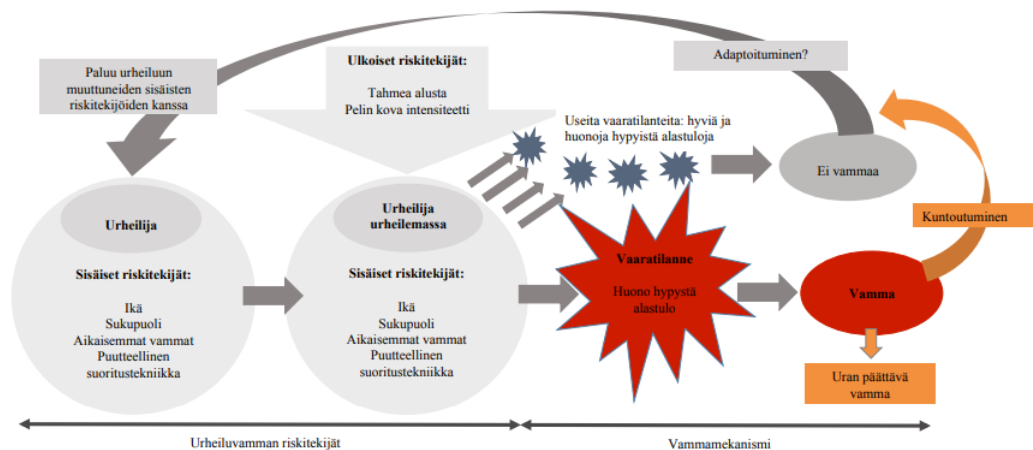 Paluu urheiluun
muuttuneiden sisäisten
riskitekijöiden kanssa
Ulkoiset riskitekijät:
Tahmea alusta
Pelin kova intensiteetti
Adaptoituminen?
Useita vaaratilanteita: hyviä ja
huonoja hypyistä alastuloja
Ei vammaa
Kuntoutuminen
Urheilija
Sisäiset riskitekijät:
Ikä
Sukupuoli
Aikaisemmat vammat
Puutteellinen
suoritustekniikka
Urheilija
urheilemassa
Sisäiset riskitekijät:
Ikä
Sukupuoli
Aikaisemmat vammat
Puutteellinen
suoritustekniikka
Vaaratilanne
Huono hypystä
alastulo
Vamma
Uran päättävä
vamma
Urheiluvamman riskitekijät
Vammamekanismi